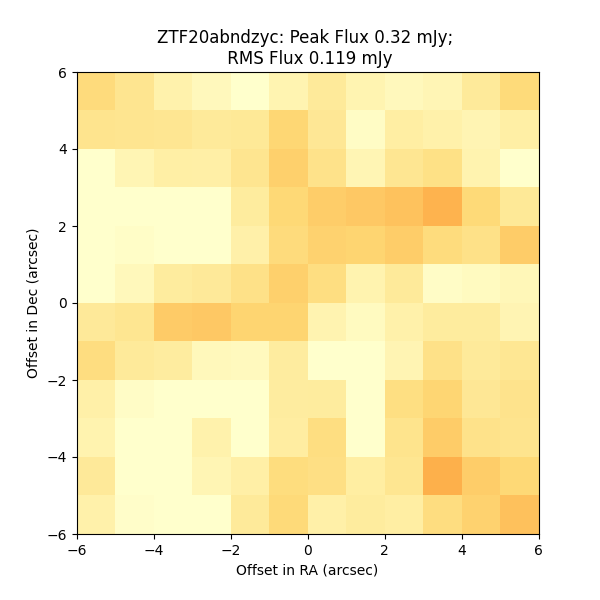 ZTF20abndzyc: Peak Flux 0.32 mJy;
RMS Flux 0.119 mJy
6
4
2
0
−2
−4
−6
Offset in Dec (arcsec)
−6 −4 −2 0 2 4 6
Offset in RA (arcsec)